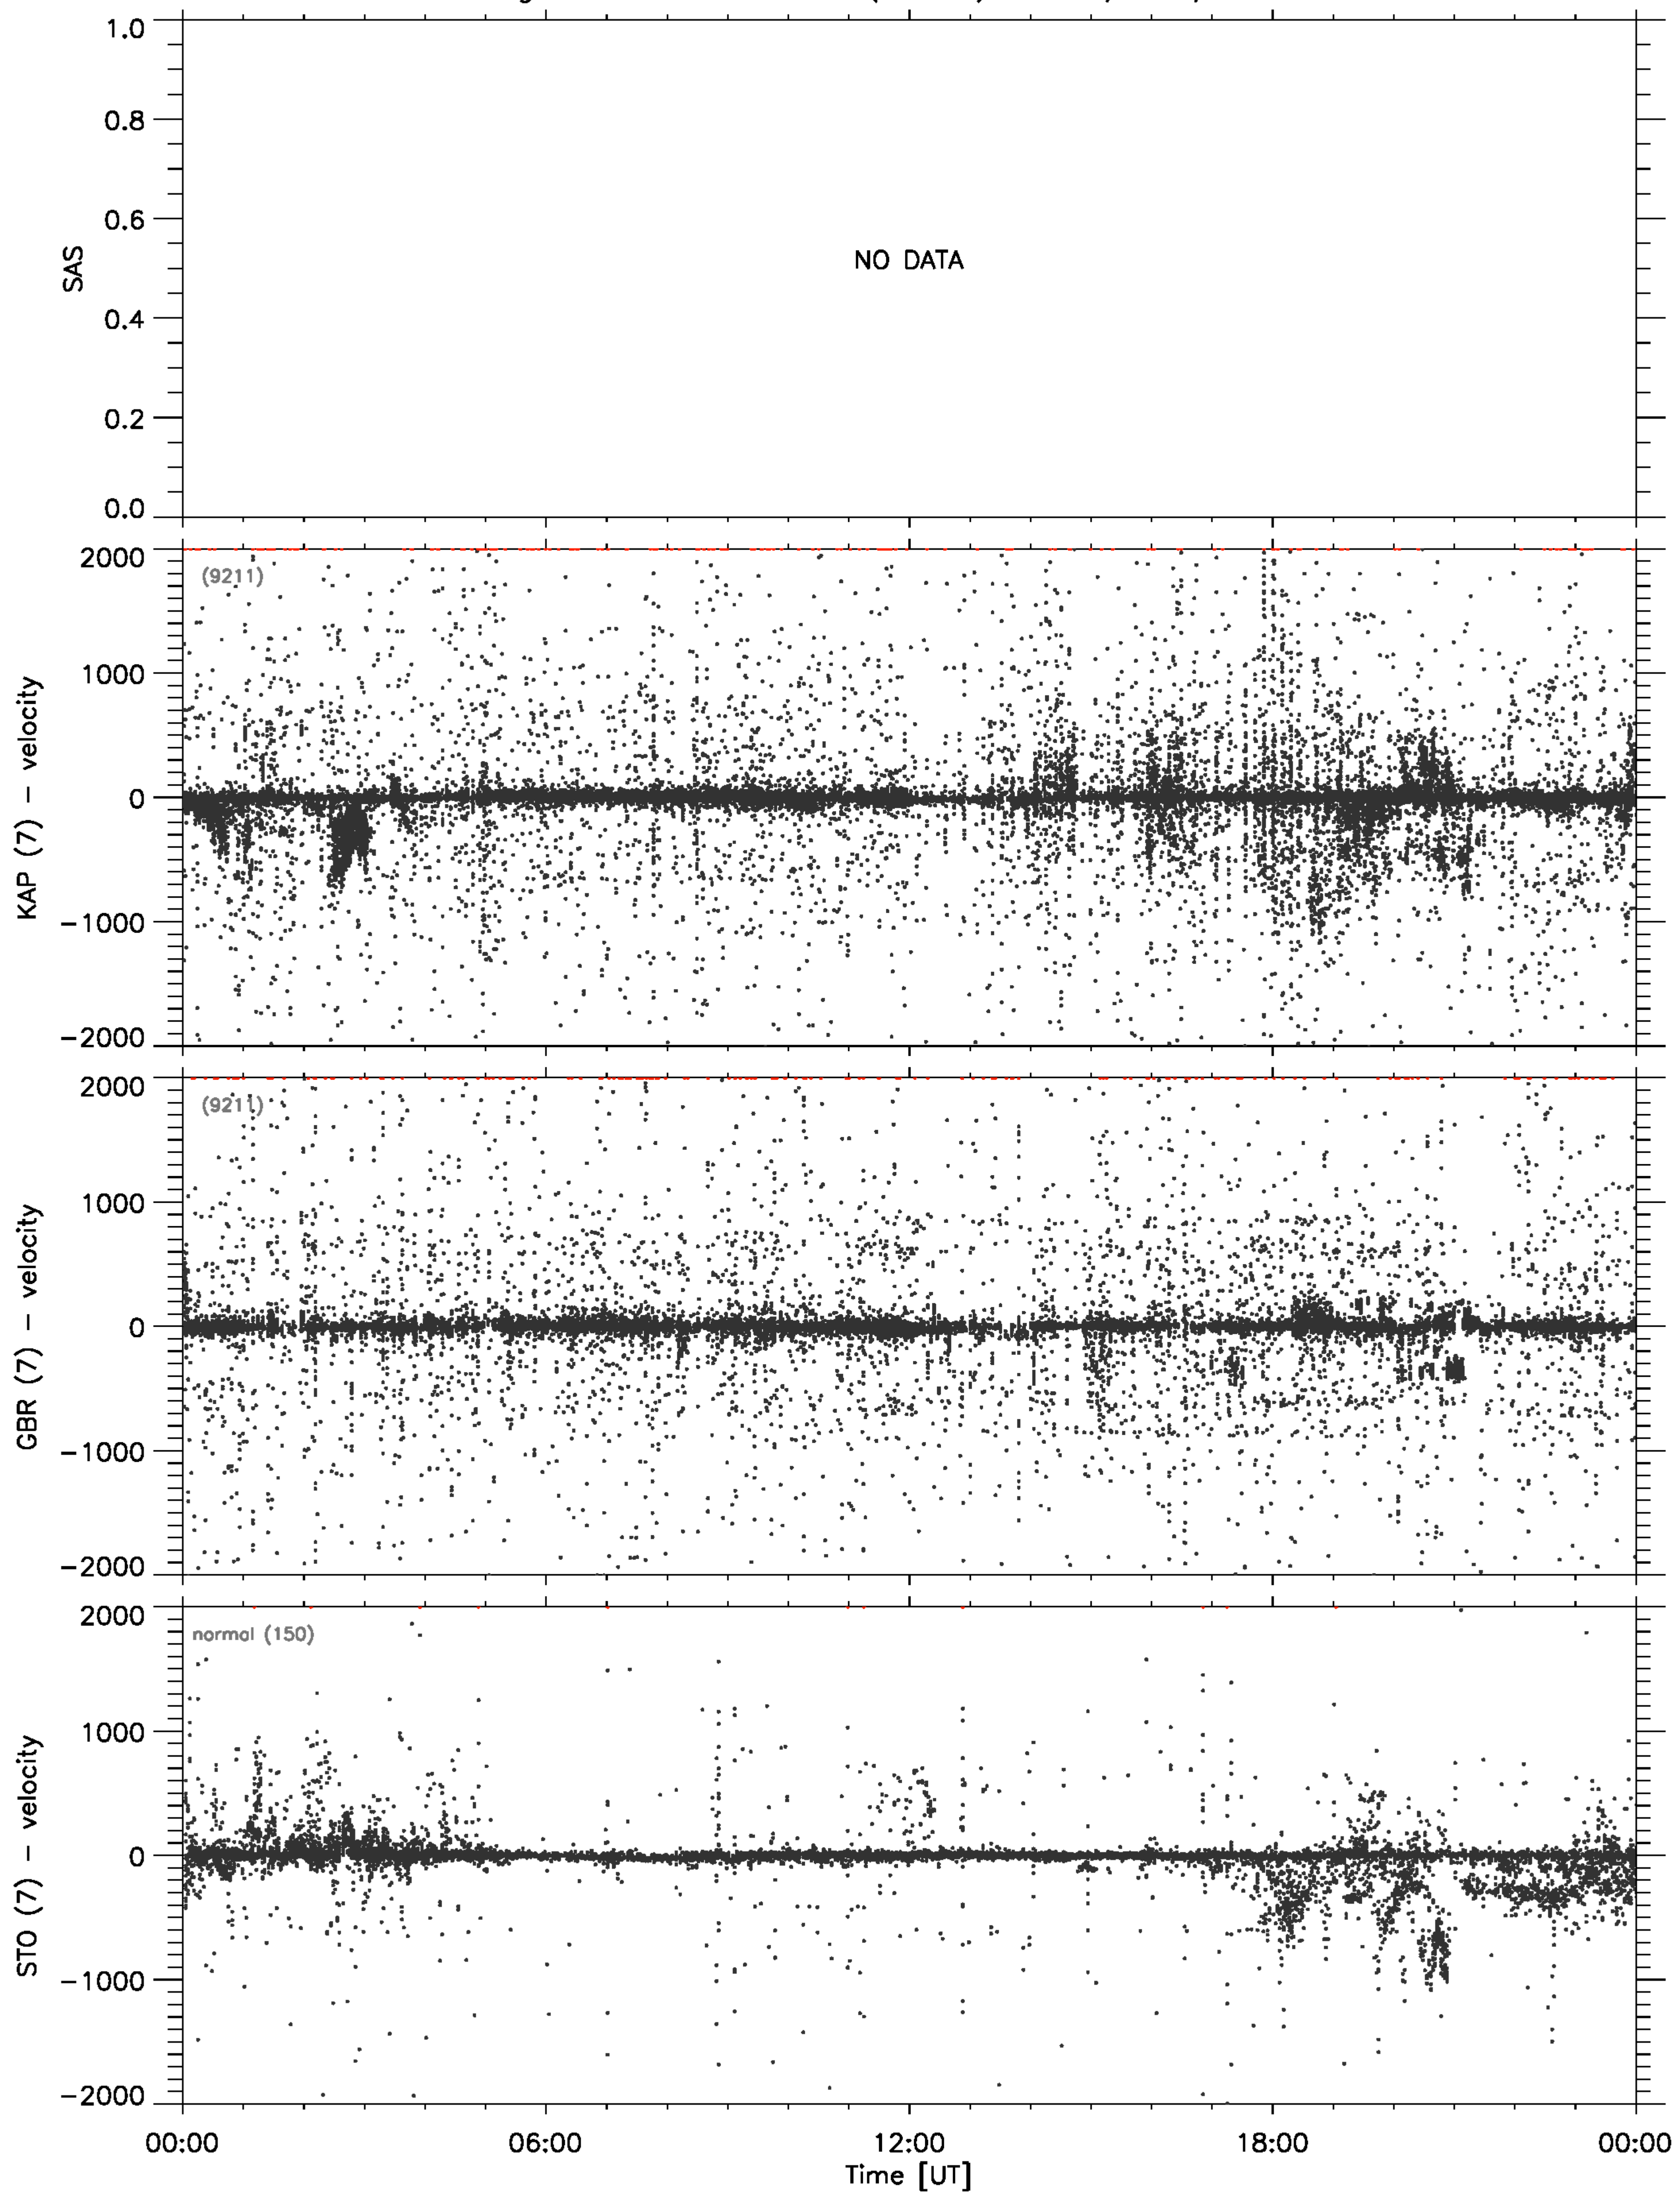 1.0
0.8
0.6
0.4
0.2
0.0
SAS
NO DATA
2000
1000
0
−1000
−2000
KAP (7) − velocity
(9211)
2000
1000
0
−1000
−2000
GBR (7) − velocity
(9211)
2000
1000
0
−1000
−2000
STO (7) − velocity
normal (150)
00:00 06:00 12:00 18:00 00:00
Time [UT]